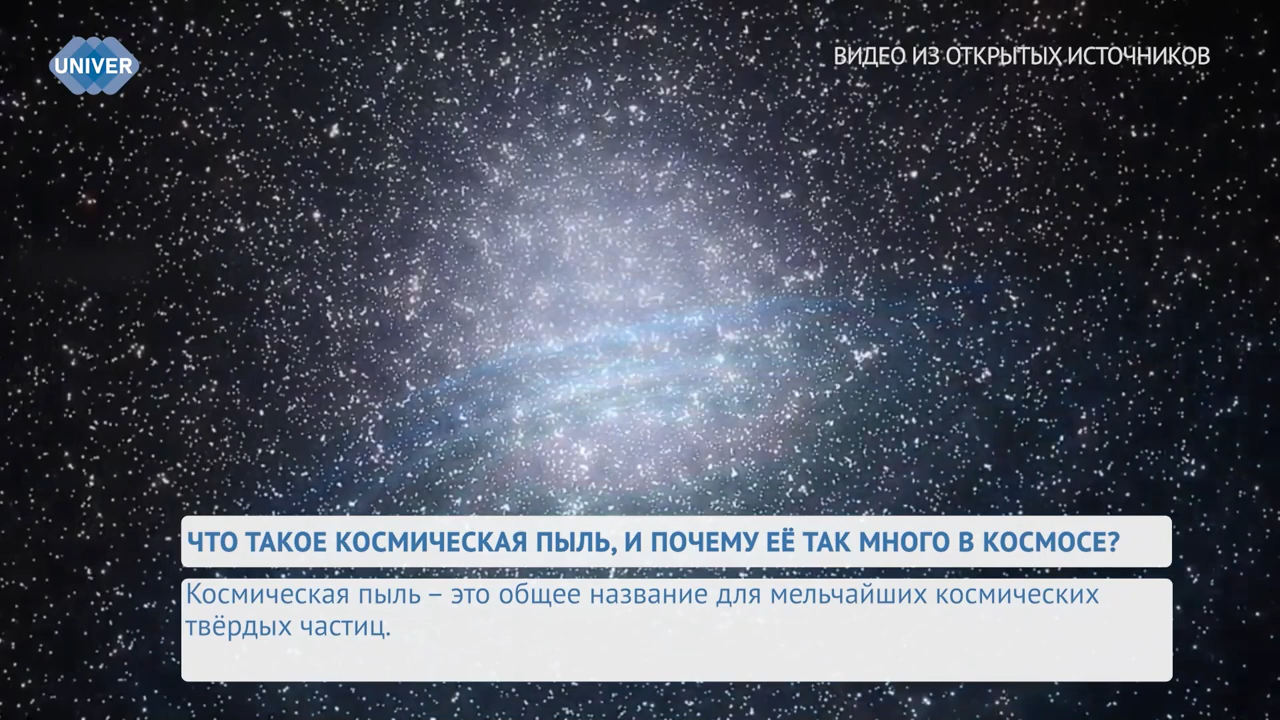 UNIVER
ВИДЕО ИЗ ОТКРЫТЫХ ИСТОЧНИКОВ
ЧТО ТАКОЕ КОСМИЧЕСКАЯ ПЫЛЬ, И ПОЧЕМУ ЕЁ ТАК МНОГО В КОСМОСЕ?
Космическая пыль – это общее название для мельчайших космических
твёрдых частиц.